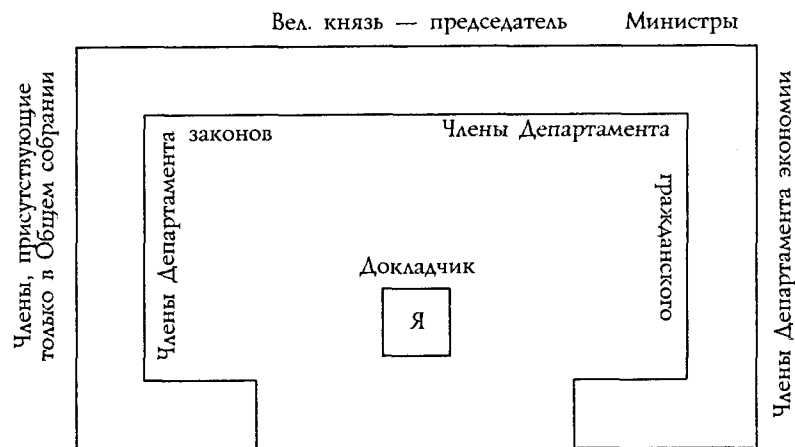 Вел. князь — председатель Министры
Члены, присутствующие
только в Общем собрании
Члены Департамента
законов
Члены Департамента
гражданского
Члены Департамента экономии
Докладчик
Я